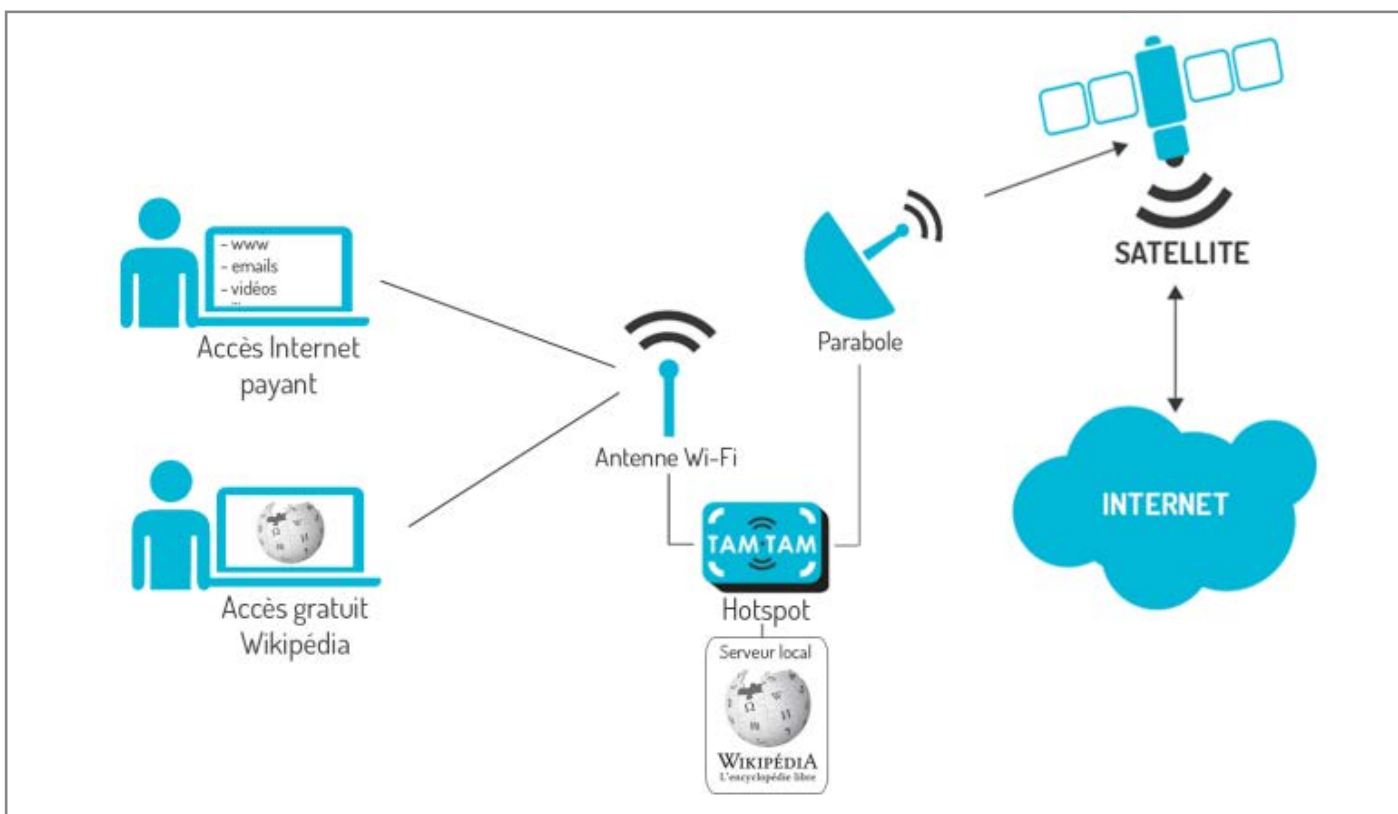 - www
- emails
- vidéos
...
Accès Internet
payant
Accès gratuit
Wikipédia
Antenne Wi-Fi
TAM TAM
Hotspot
Serveur local
WIKIPÉDIA
L'encyclopédie libre
Parabole
SATELLITE
INTERNET